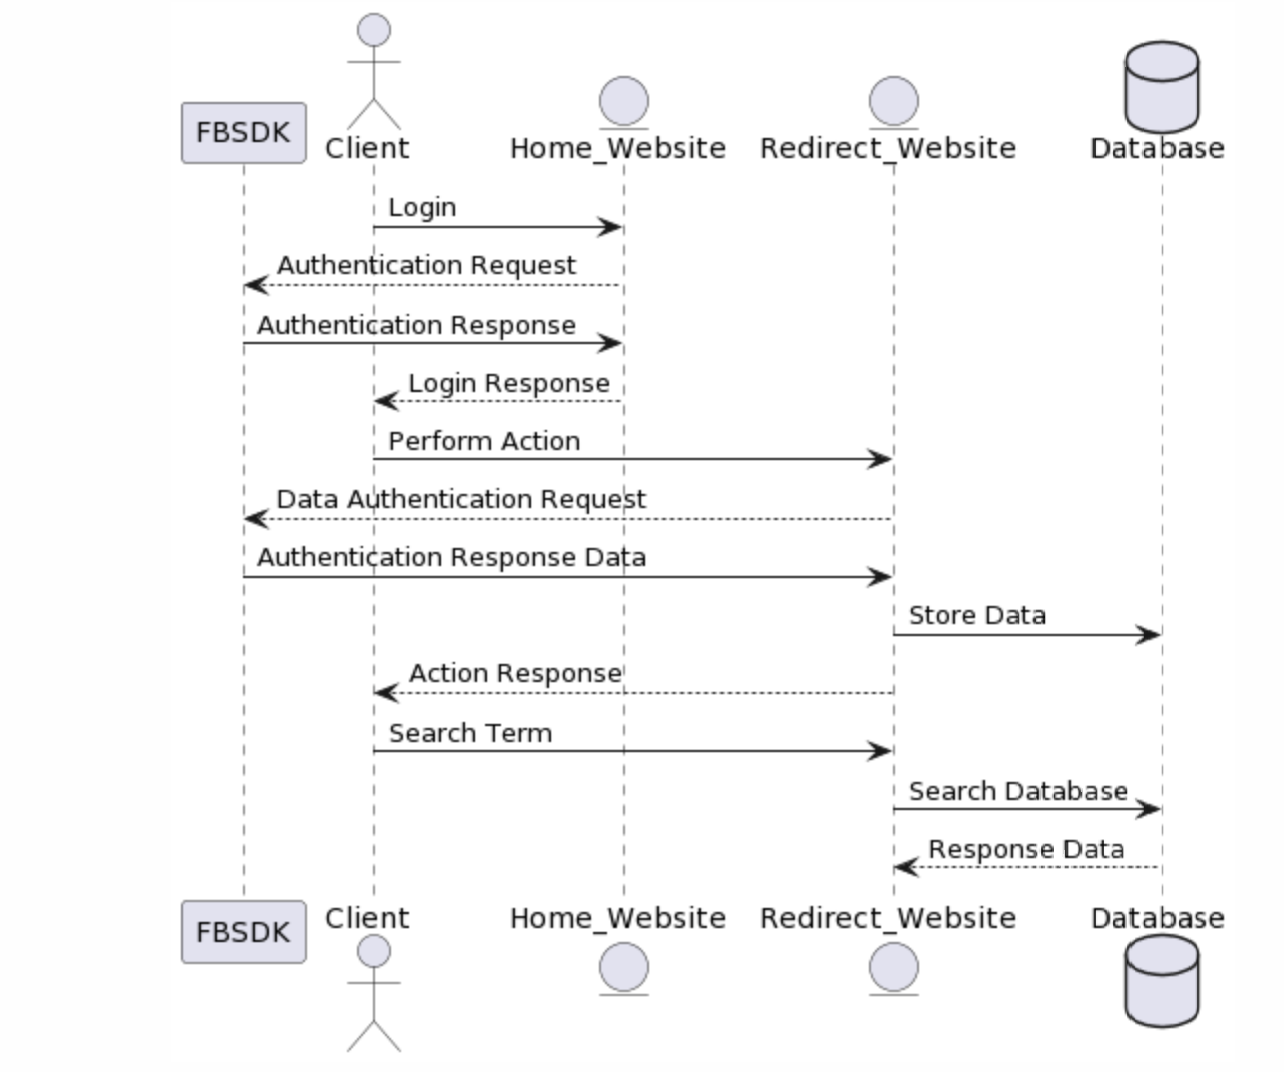 FBSDK
Client
Home_Website
Redirect_Website
Database
Login
Authentication Request
Authentication Response
Login Response
Perform Action
Data Authentication Request
Authentication Response Data
Store Data
Action Response
Search Term
Search Database
Response Data
FBSDK
Client
Home_Website
Redirect_Website
Database